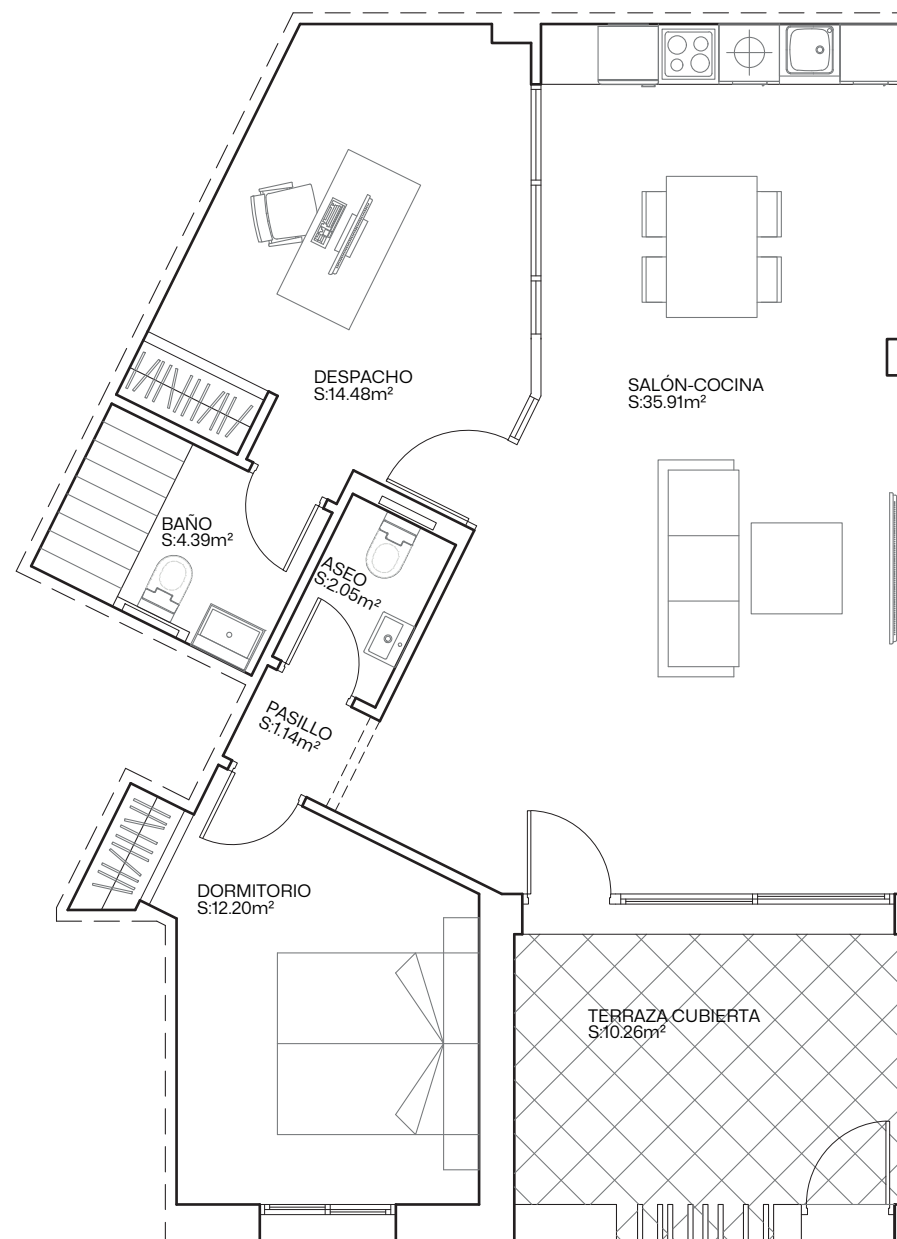 DESPACHO
S:14.48m²
SALÓN-COCINA
S:35.91m²
BAÑO
S:4.39m²
ASEO
S:2.05m²
PASILLO
S:1.14m²
DORMITORIO
S:12.20m²
TERRAZA CUBIERTA
S:10.26m²